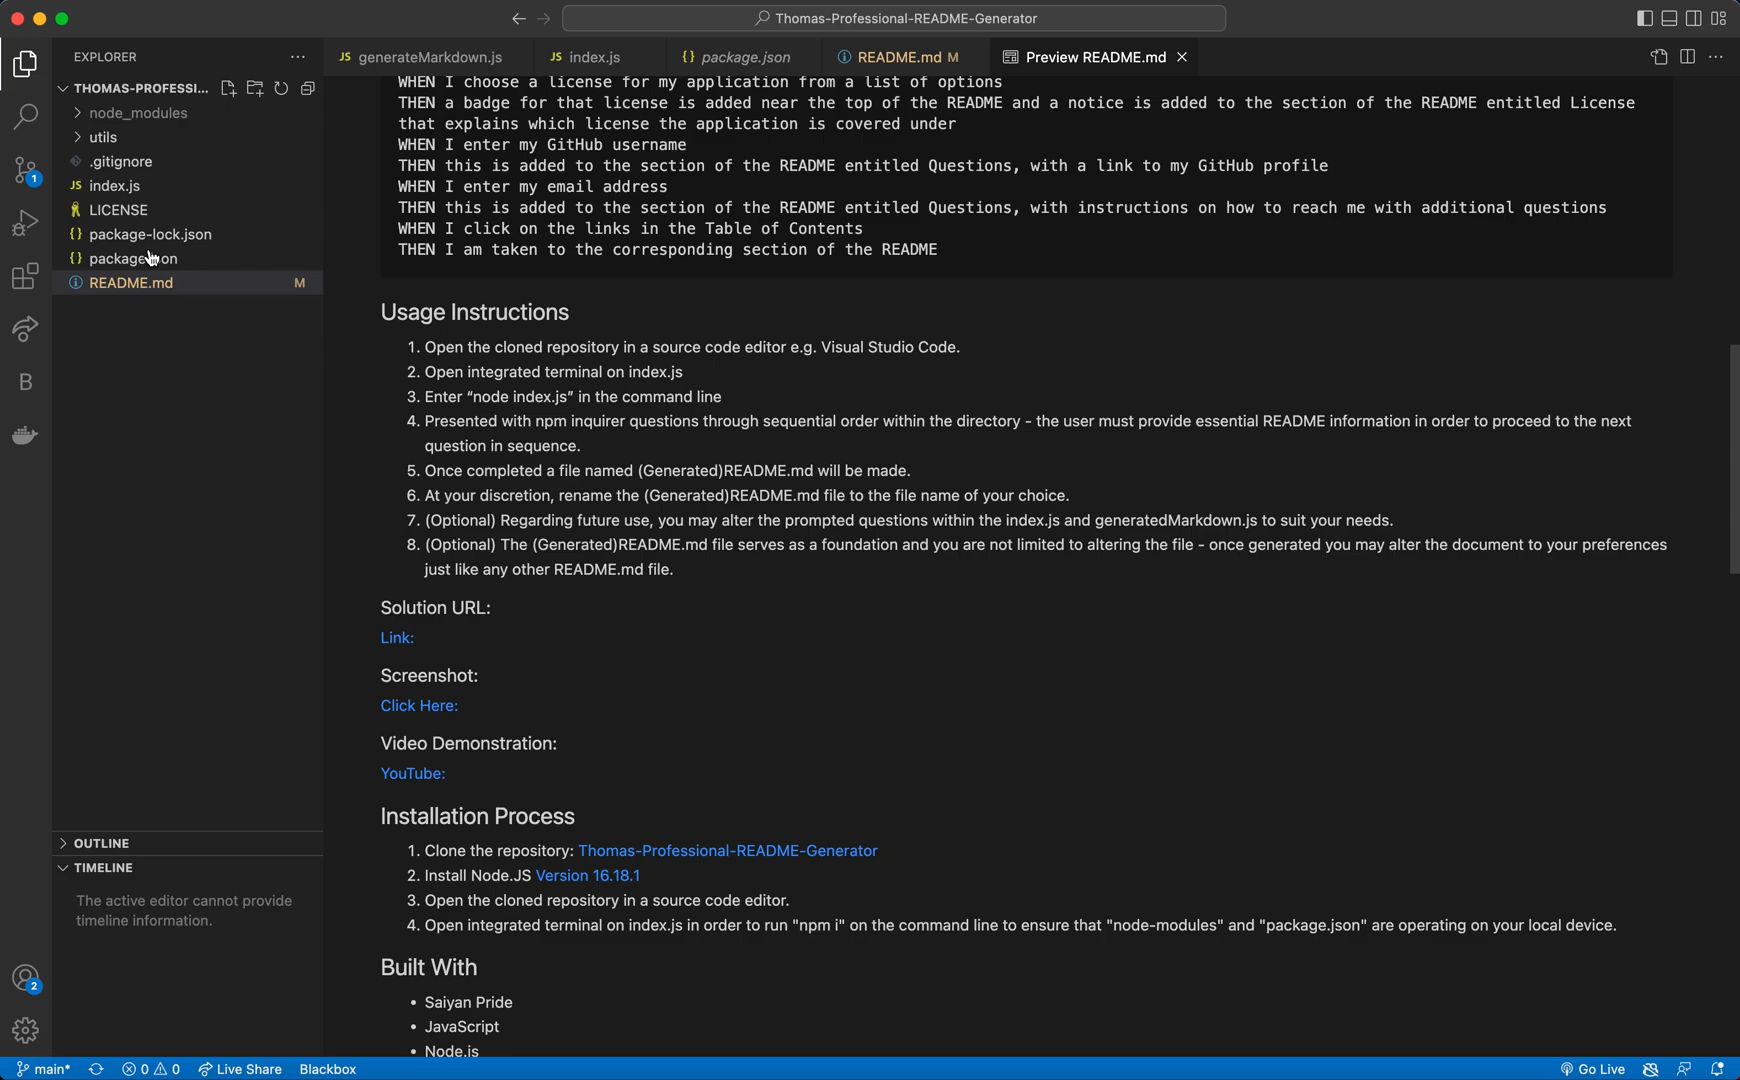 Thomas-Professional-README-Generator
EXPLORER
JS generateMarkdown.js
JS index.js
{} package.json
README.md M
Preview README.md
THOMAS-PROFESSI...
node_modules
utils
.gitignore
JS index.js
LICENSE
{} package-lock.json
{}
README.md M
1
B
WHEN I choose a license for my application from a list of options
THEN a badge for that license is added near the top of the README and a notice is added to the section of the README entitled License
that explains which license the application is covered under
WHEN I enter my GitHub username
THEN this is added to the section of the README entitled Questions, with a link to my GitHub profile
WHEN I enter my email address
THEN this is added to the section of the README entitled Questions, with instructions on how to reach me with additional questions
WHEN I click on the links in the Table of Contents
THEN I am taken to the corresponding section of the README
Usage Instructions
1. Open the cloned repository in a source code editor e.g. Visual Studio Code.
2. Open integrated terminal on index.js
3. Enter “node index.js” in the command line
4. Presented with npm inquirer questions through sequential order within the directory - the user must provide essential README information in order to proceed to the next
question in sequence.
5. Once completed a file named (Generated)README.md will be made.
6. At your discretion, rename the (Generated)README.md file to the file name of your choice.
7. (Optional) Regarding future use, you may alter the prompted questions within the index.js and generatedMarkdown.js to suit your needs.
8. (Optional) The (Generated)README.md file serves as a foundation and you are not limited to altering the file - once generated you may alter the document to your preferences
just like any other README.md file.
Solution URL:
Link:
Screenshot:
Click Here:
Video Demonstration:
YouTube:
Installation Process
1. Clone the repository: Thomas-Professional-README-Generator
2. Install Node.JS Version 16.18.1
3. Open the cloned repository in a source code editor.
4. Open integrated terminal on index.js in order to run "npm i" on the command line to ensure that "node-modules" and "package.json" are operating on your local device.
Built With
• Saiyan Pride
• JavaScript
• Node.js
OUTLINE
TIMELINE
The active editor cannot provide
timeline information.
2
main*
0 0
Live Share
Blackbox
Go Live